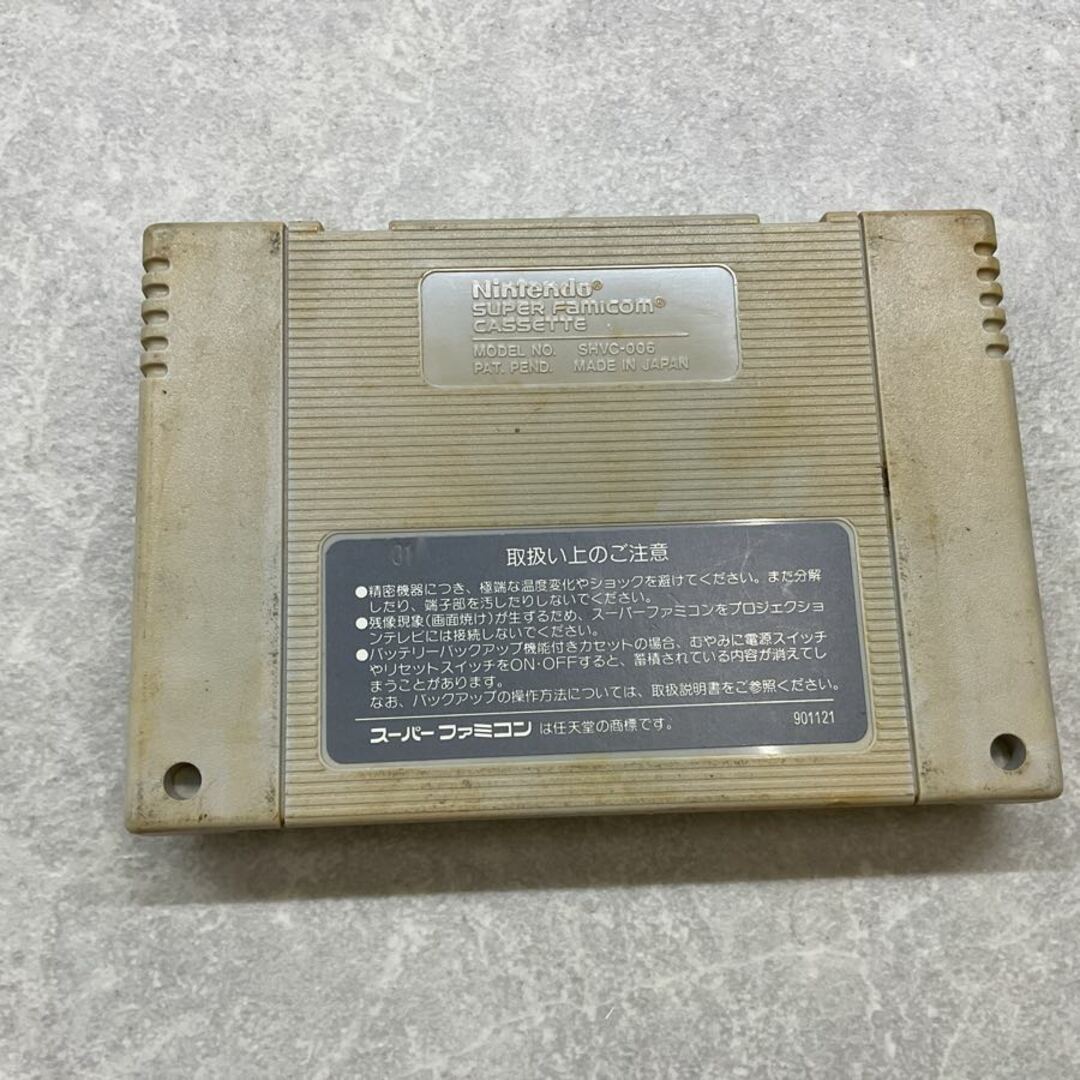 Nintendo®
SUPER FAMICOM®
CASSETTE
MODEL NO. SHVC-006
PAT. PEND. MADE IN JAPAN
31
取扱い上のご注意
●精密機器につき、極端な温度変化やショックを避けてください。また分解
したり、端子部を汚したりしないでください。
●残像現象(画面焼け)が生ずるため、スーパーファミコンをプロジェクショ
ンテレビには接続しないでください。
●バッテリーバックアップ機能付きカセットの場合、むやみに電源スイッチ
やリセットスイッチをON・OFFすると、蓄積されている内容が消えてし
まうことがあります。
なお、バックアップの操作方法については、取扱説明書をご参照ください。
スーパーファミコンは任天堂の商標です。
901121